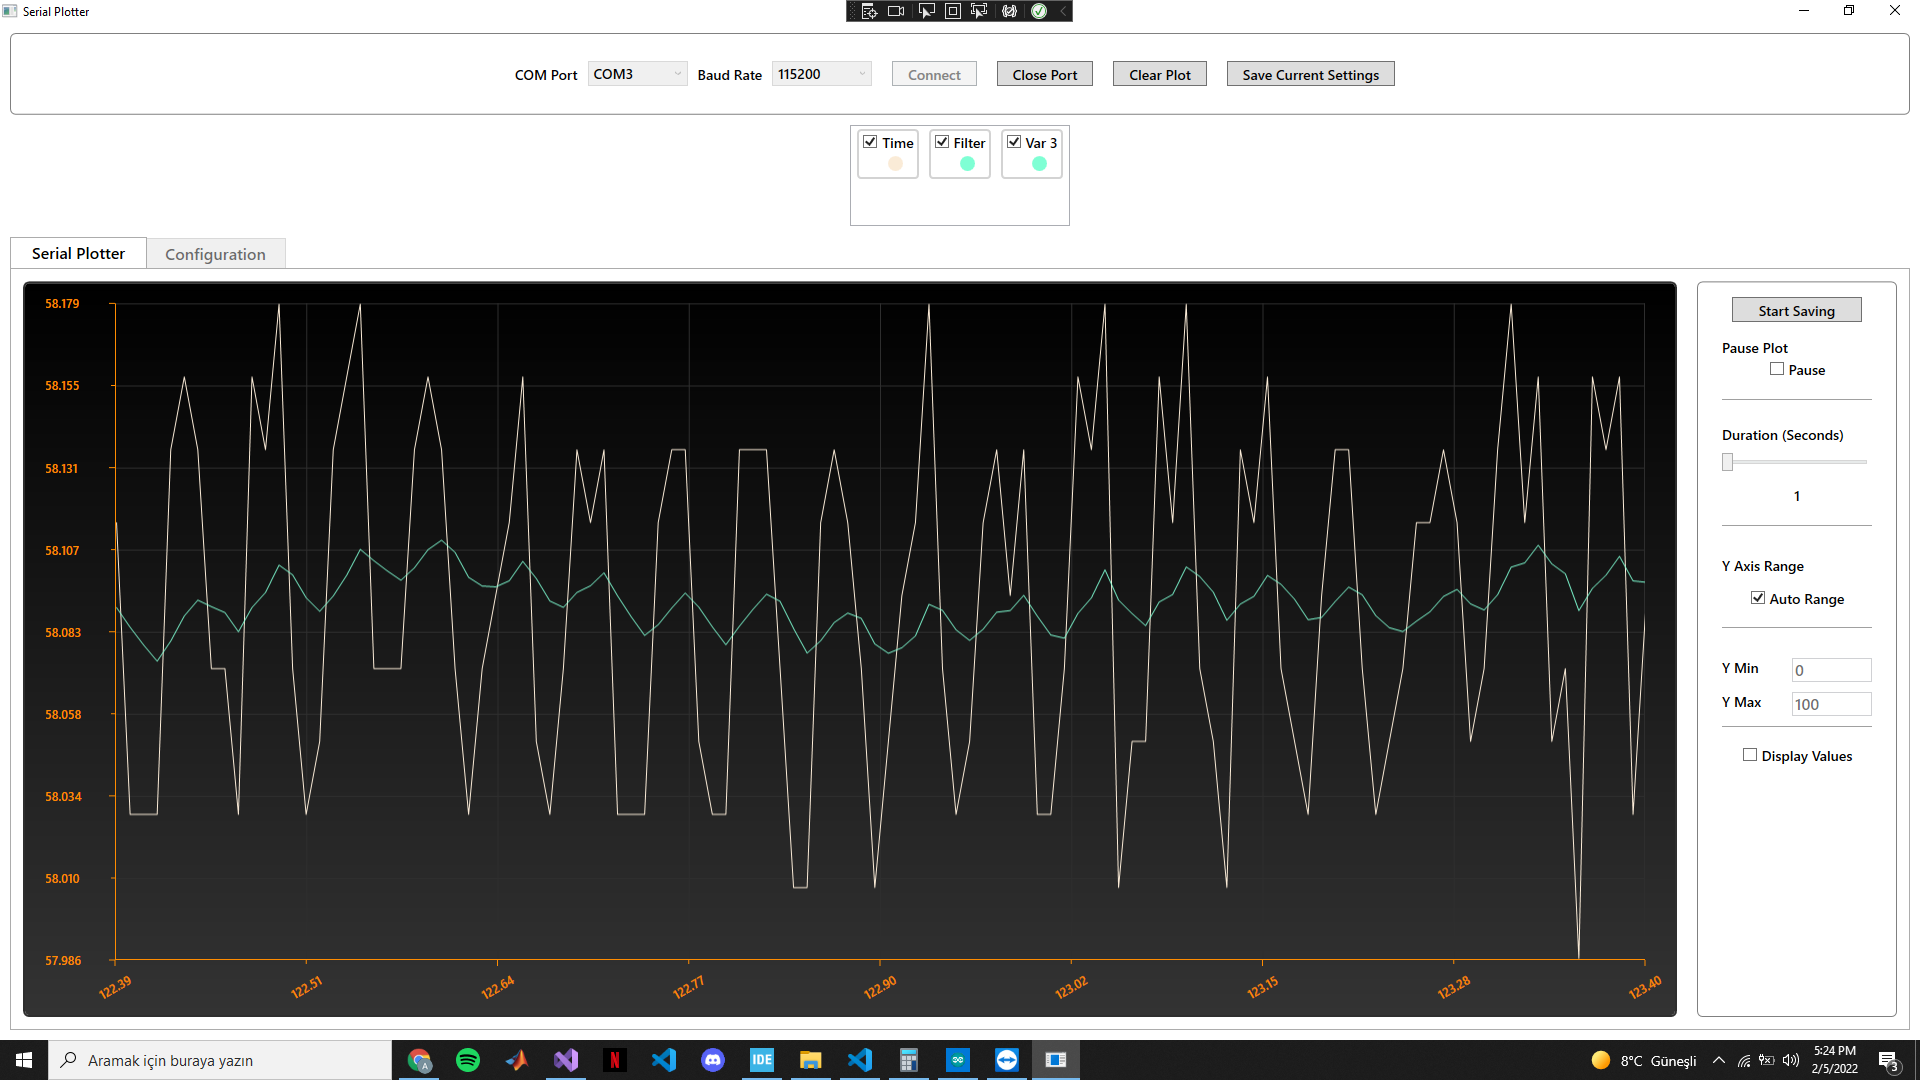 Serial Plotter
COM Port COM3 Baud Rate 115200 Connect Close Port Clear Plot Save Current Settings
Time Filter Var 3
Serial Plotter Configuration
58.179
58.155
58.131
58.107
58.083
58.058
58.034
58.010
57.986
122.39 122.51 122.64 122.77 122.90 123.02 123.15 123.28 123.40
Start Saving
Pause Plot
Pause
Duration (Seconds)
1
Y Axis Range
Auto Range
Y Min 0
Y Max 100
Display Values
Aramak için buraya yazın
A
N
IDE
8°C Güneşli
5:24 PM
2/5/2022
3